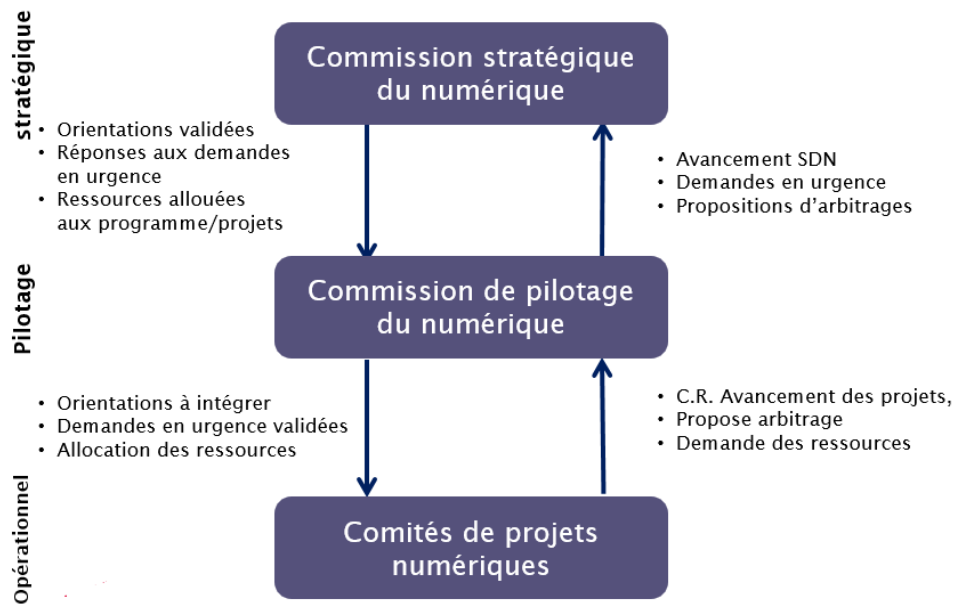 stratégique
Commission stratégique
du numérique
• Orientations validées
• Réponses aux demandes
en urgence
• Ressources allouées
aux programme/projets
• Avancement SDN
• Demandes en urgence
• Propositions d'arbitrages
Pilotage
Commission de pilotage
du numérique
• Orientations à intégrer
• Demandes en urgence validées
• Allocation des ressources
• C.R. Avancement des projets,
• Propose arbitrage
• Demande des ressources
Opérationnel
Comités de projets
numériques